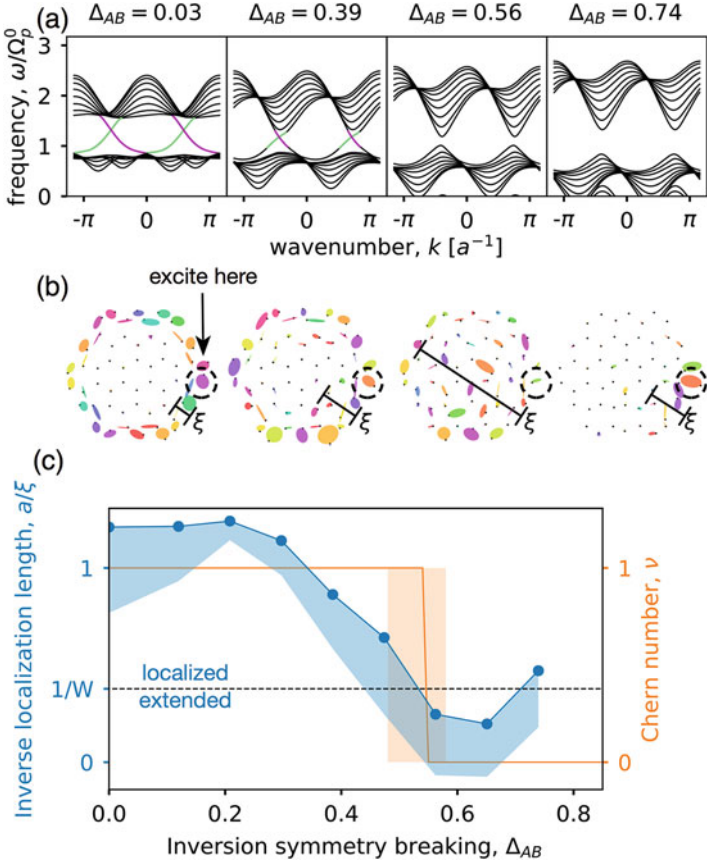 (a) Δ_AB = 0.03 Δ_AB = 0.39 Δ_AB = 0.56 Δ_AB = 0.74
frequency, ω/Ω_p^0
3
2
1
0
-π 0 π -π 0 π -π 0 π -π 0 π
wavenumber, k [a⁻¹]
(b) excite here
ξ ξ ξ ξ
(c)
Inverse localization length, a/ξ
1
1/W
0
localized
extended
1
0
Chern number, ν
0.0 0.2 0.4 0.6 0.8
Inversion symmetry breaking, Δ_AB